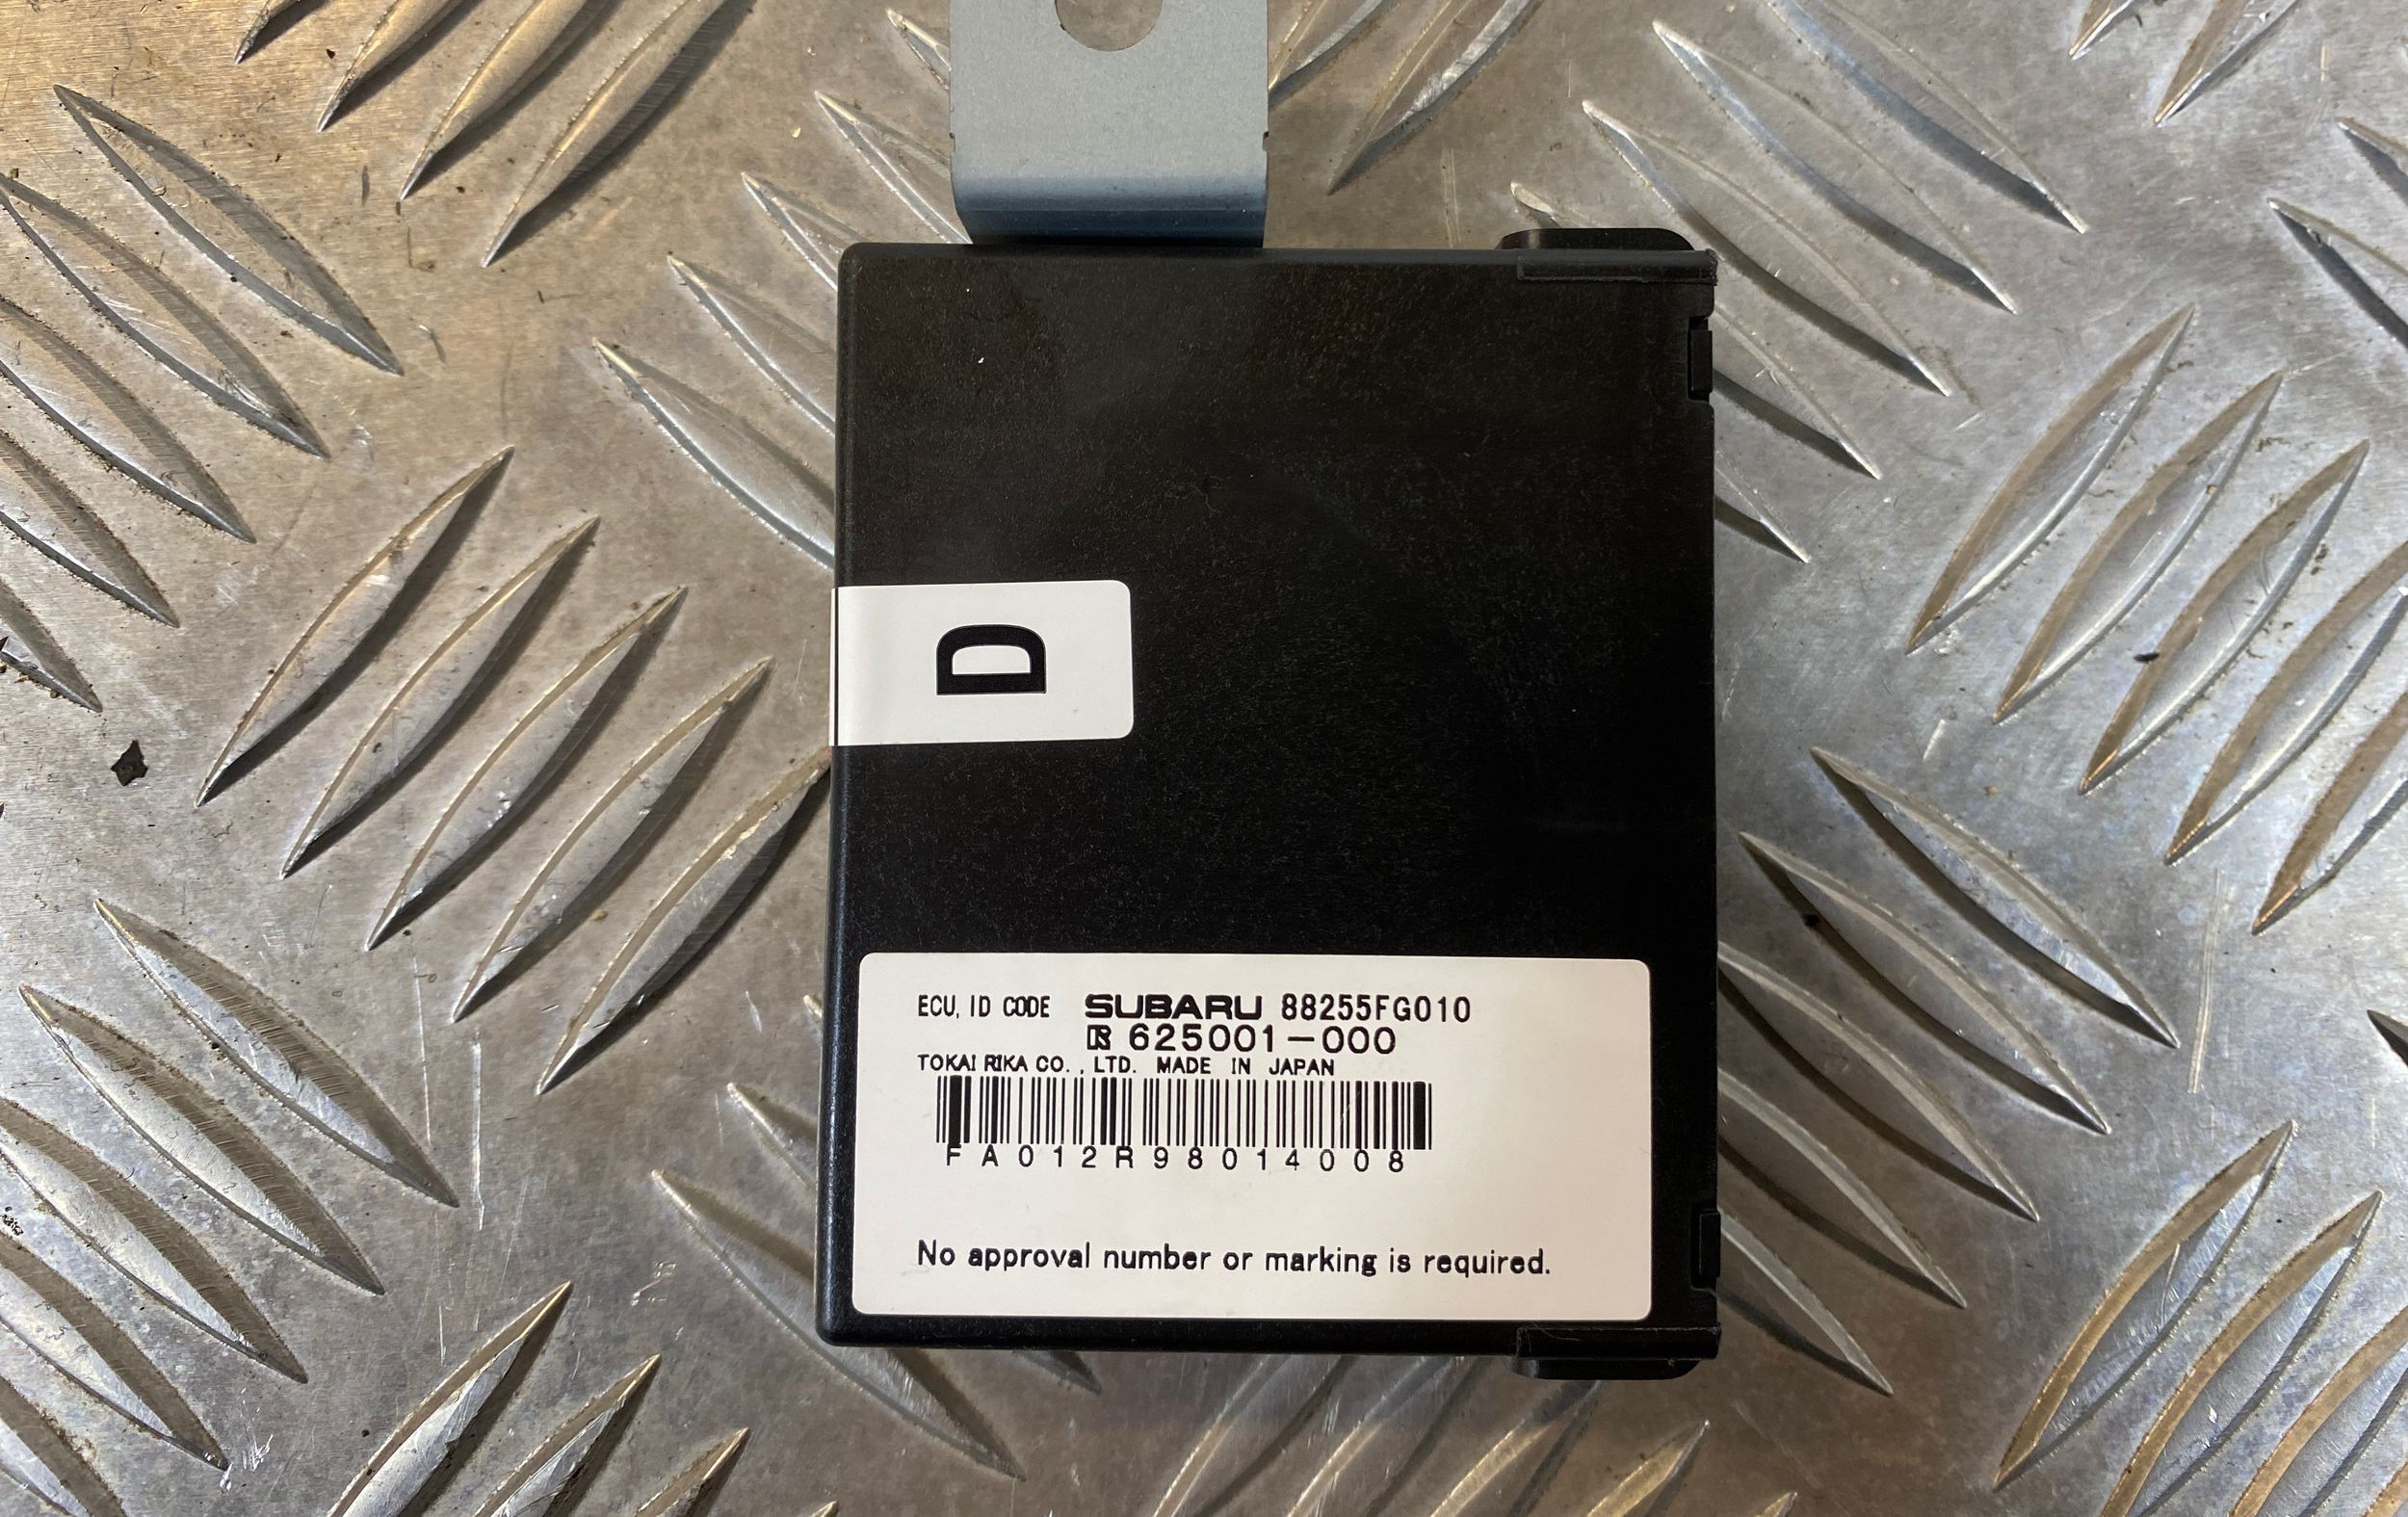 D
ECU, ID CODE SUBARU 88255FG010
R 625001-000
TOKAI RIKA CO., LTD. MADE IN JAPAN
FA012R98014008
No approval number or marking is required.